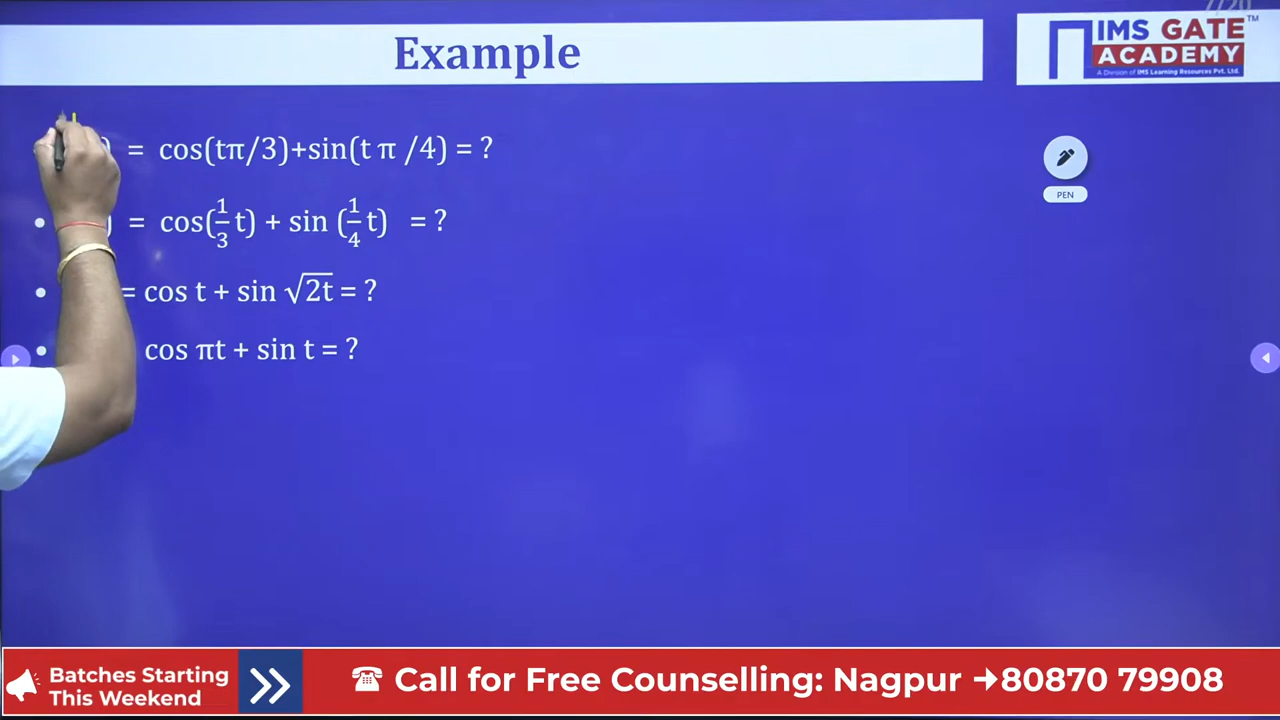 Example
IMS GATE
ACADEMY
TM
A Division of IMS Learning Resources Pvt. Ltd.
) = cos(tπ/3)+sin(t π /4) = ?
• ) = cos(1/3 t) + sin (1/4 t) = ?
• = cos t + sin √2t = ?
• cos πt + sin t = ?
PEN
Batches Starting
This Weekend
Call for Free Counselling: Nagpur →80870 79908